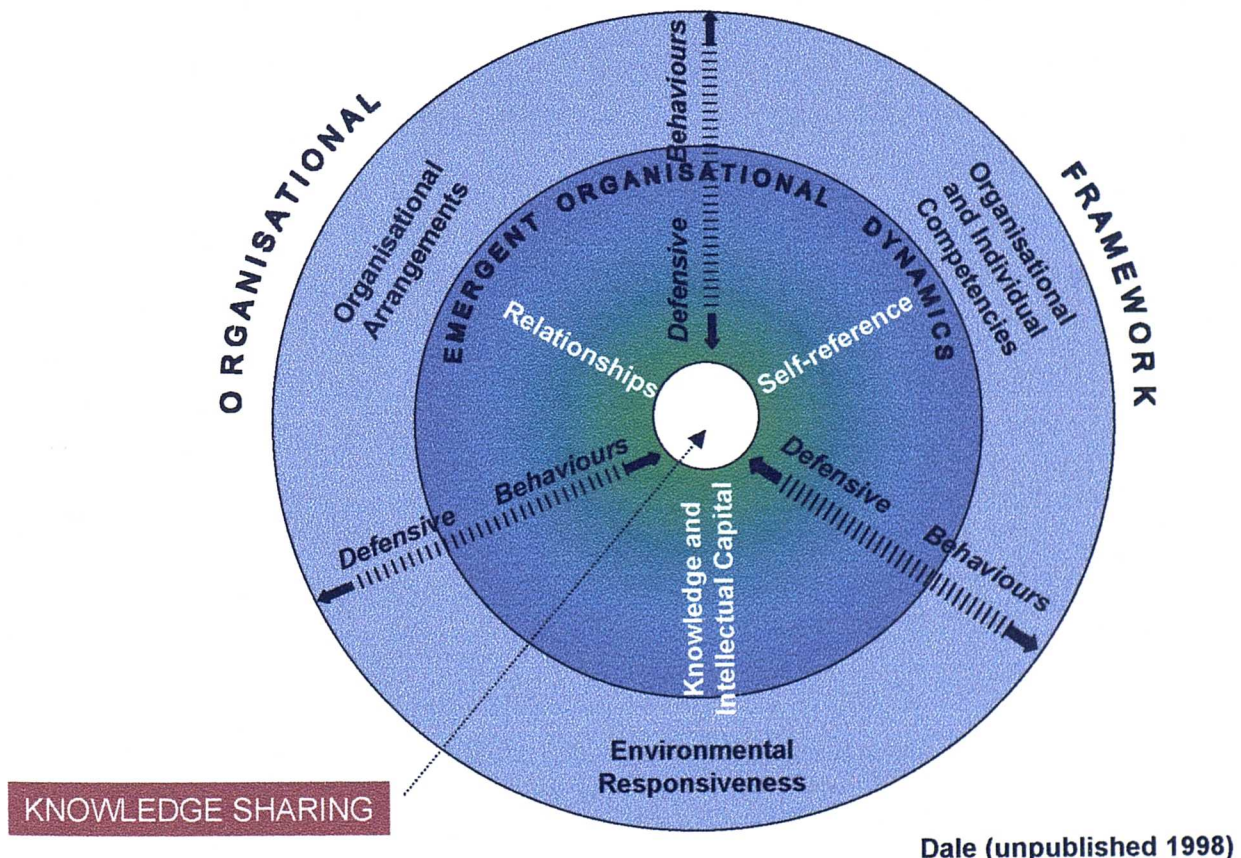 ORGANISATIONAL
FRAMEWORK
Organisational
Arrangements
Organisational
and Individual
Competencies
EMERGENT ORGANISATIONAL DYNAMICS
Defensive Behaviours
Relationships
Self-reference
Defensive Behaviours
Defensive Behaviours
Knowledge and
Intellectual Capital
Environmental
Responsiveness
KNOWLEDGE SHARING
Dale (unpublished 1998)